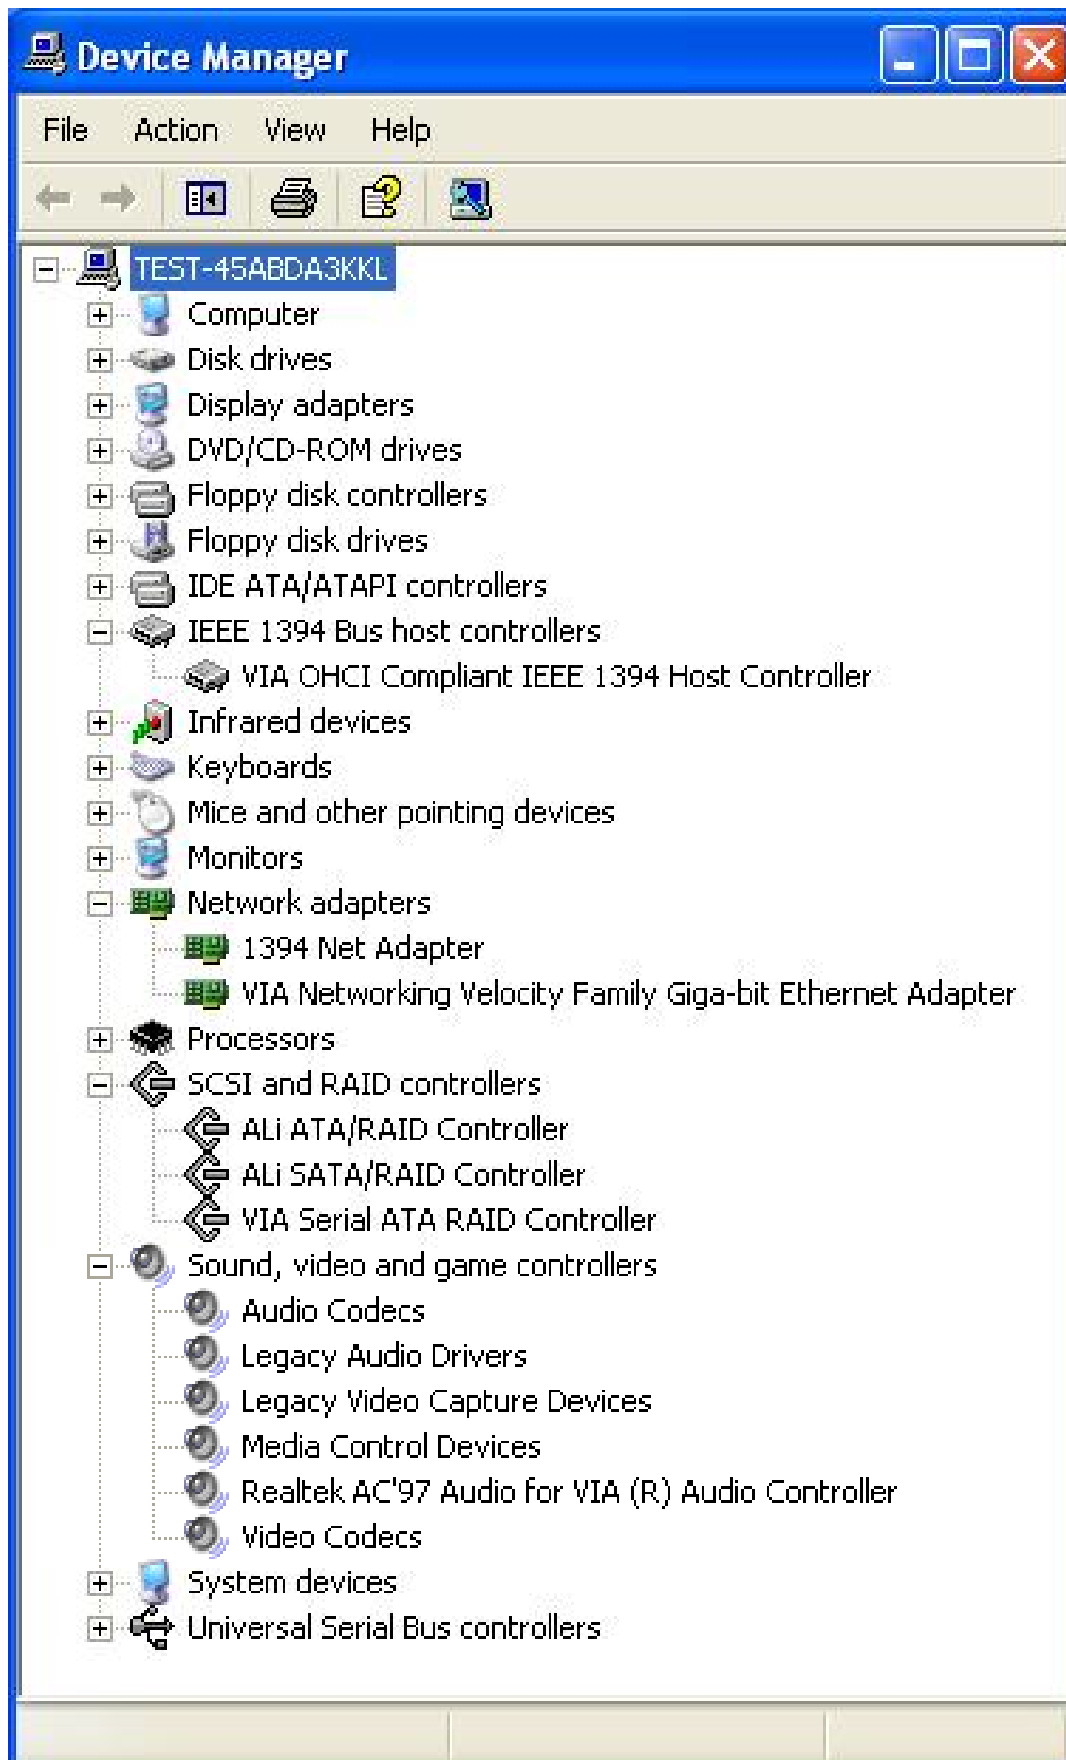 Device Manager
File Action View Help
TEST-45ABDA3KKL
Computer
Disk drives
Display adapters
DVD/CD-ROM drives
Floppy disk controllers
Floppy disk drives
IDE ATA/ATAPI controllers
IEEE 1394 Bus host controllers
VIA OHCI Compliant IEEE 1394 Host Controller
Infrared devices
Keyboards
Mice and other pointing devices
Monitors
Network adapters
1394 Net Adapter
VIA Networking Velocity Family Giga-bit Ethernet Adapter
Processors
SCSI and RAID controllers
ALi ATA/RAID Controller
ALi SATA/RAID Controller
VIA Serial ATA RAID Controller
Sound, video and game controllers
Audio Codecs
Legacy Audio Drivers
Legacy Video Capture Devices
Media Control Devices
Realtek AC'97 Audio for VIA (R) Audio Controller
Video Codecs
System devices
Universal Serial Bus controllers